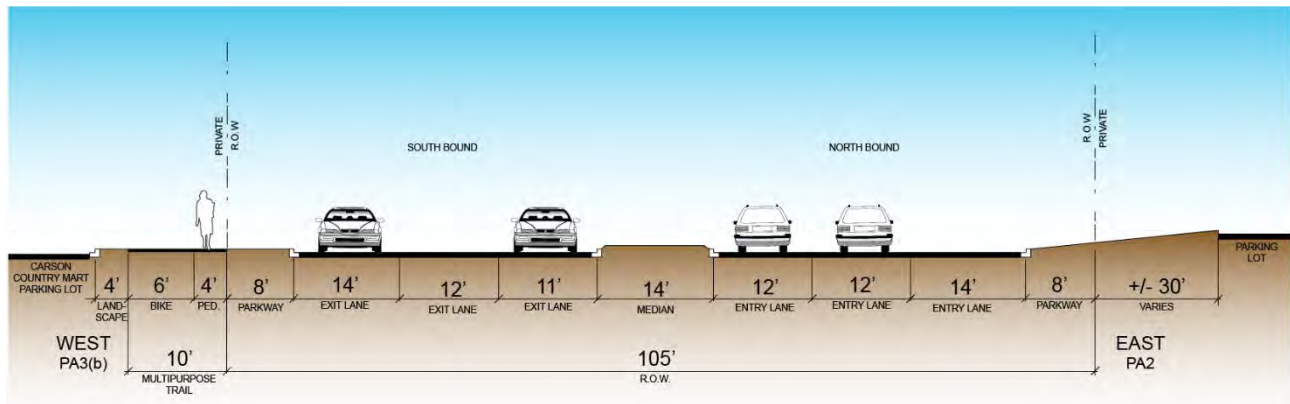 PRIVATE
R.O.W.
SOUTH BOUND
NORTH BOUND
R.O.W
PRIVATE
CARSON
COUNTRY MART
PARKING LOT
4'
LAND-
SCAPE
6'
BIKE
4'
PED.
8'
PARKWAY
14'
EXIT LANE
12'
EXIT LANE
11'
EXIT LANE
14'
MEDIAN
12'
ENTRY LANE
12'
ENTRY LANE
14'
ENTRY LANE
8'
PARKWAY
+/- 30'
VARIES
PARKING
LOT
WEST
PA3(b)
10'
MULTIPURPOSE
TRAIL
105'
R.O.W.
EAST
PA2